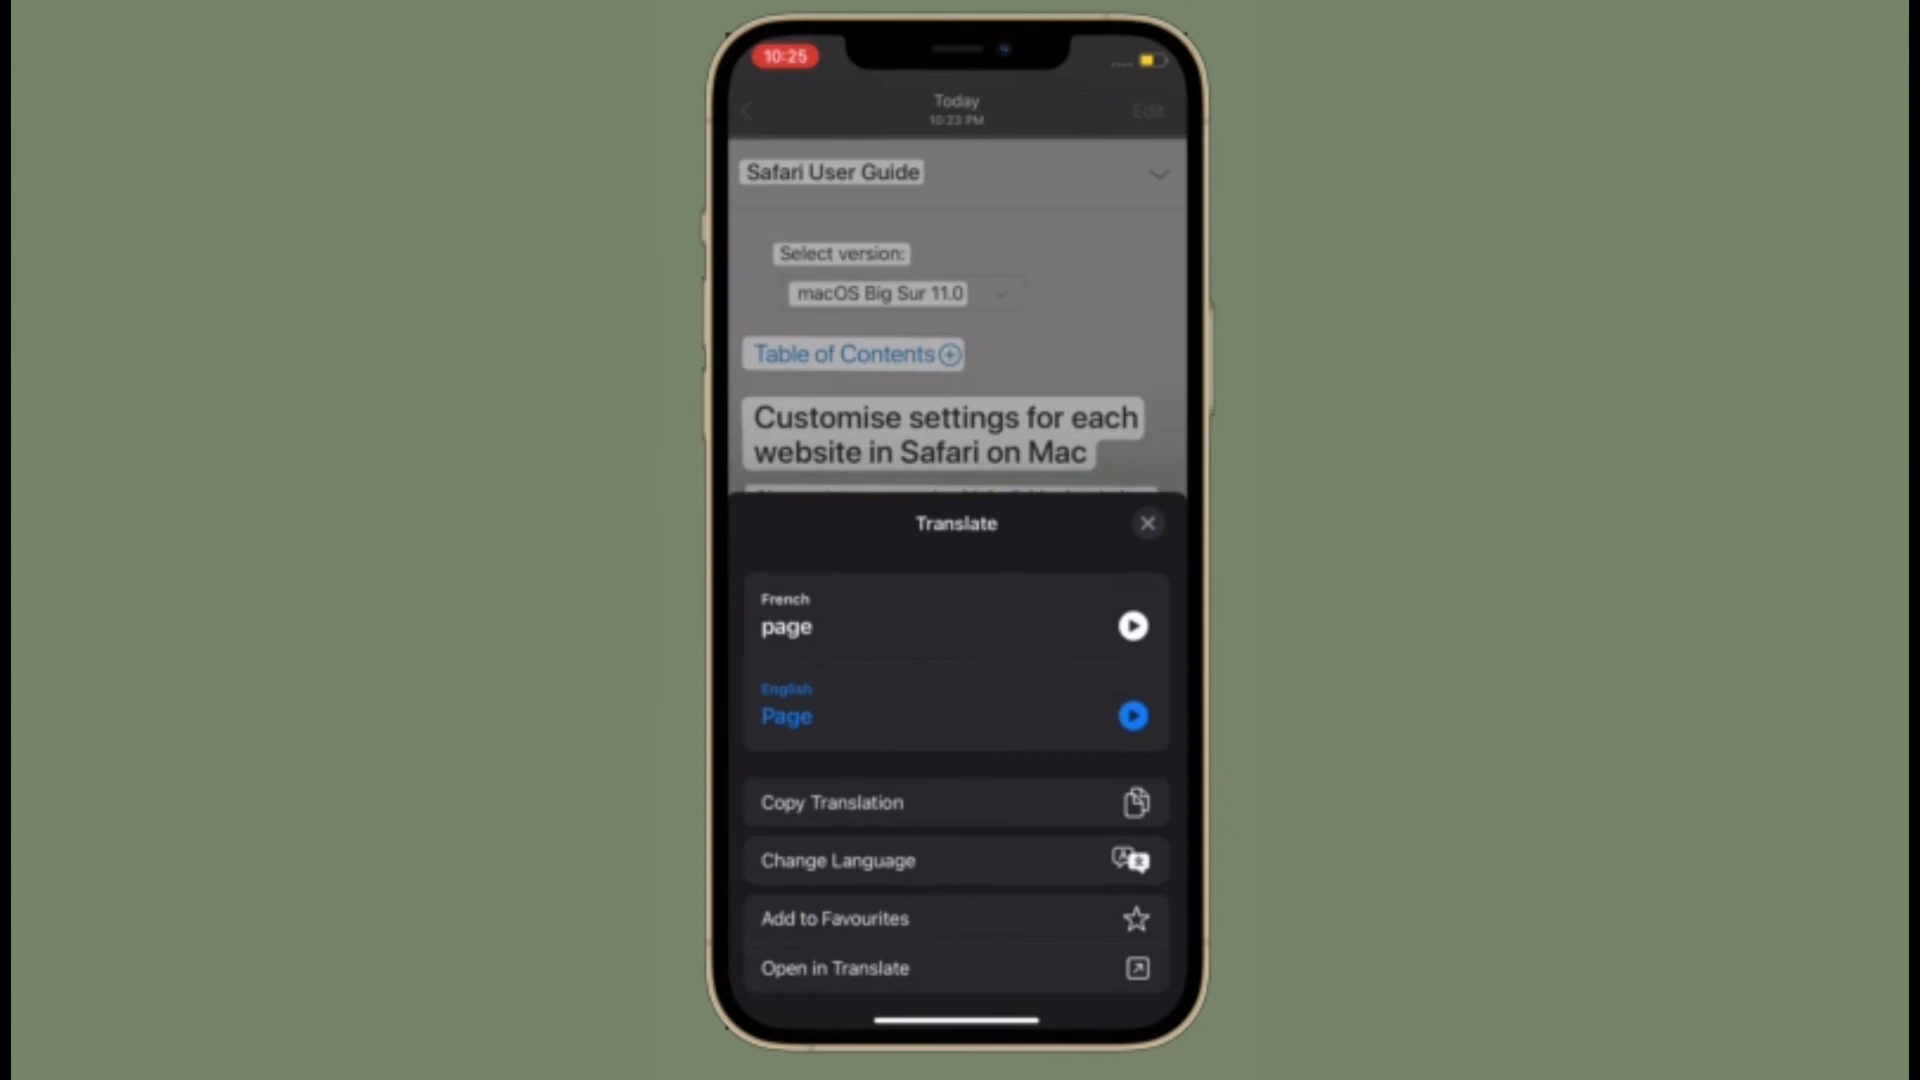 10:25
Today
10:23 PM
Edit
Safari User Guide
Select version:
macOS Big Sur 11.0
Table of Contents
Customise settings for each
website in Safari on Mac
Translate
French
page
English
Page
Copy Translation
Change Language
Add to Favourites
Open in Translate